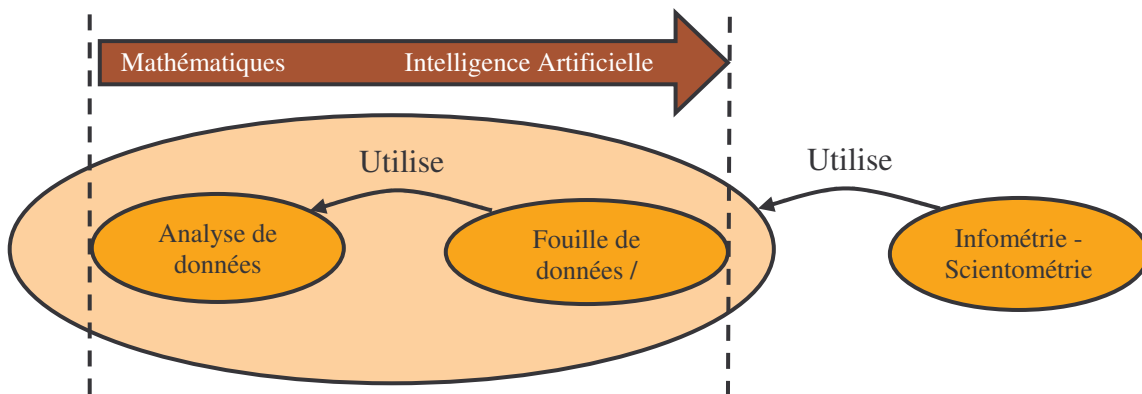 Mathématiques Intelligence Artificielle
Utilise
Utilise
Analyse de
données
Fouille de
données /
Infométrie -
Scientométrie